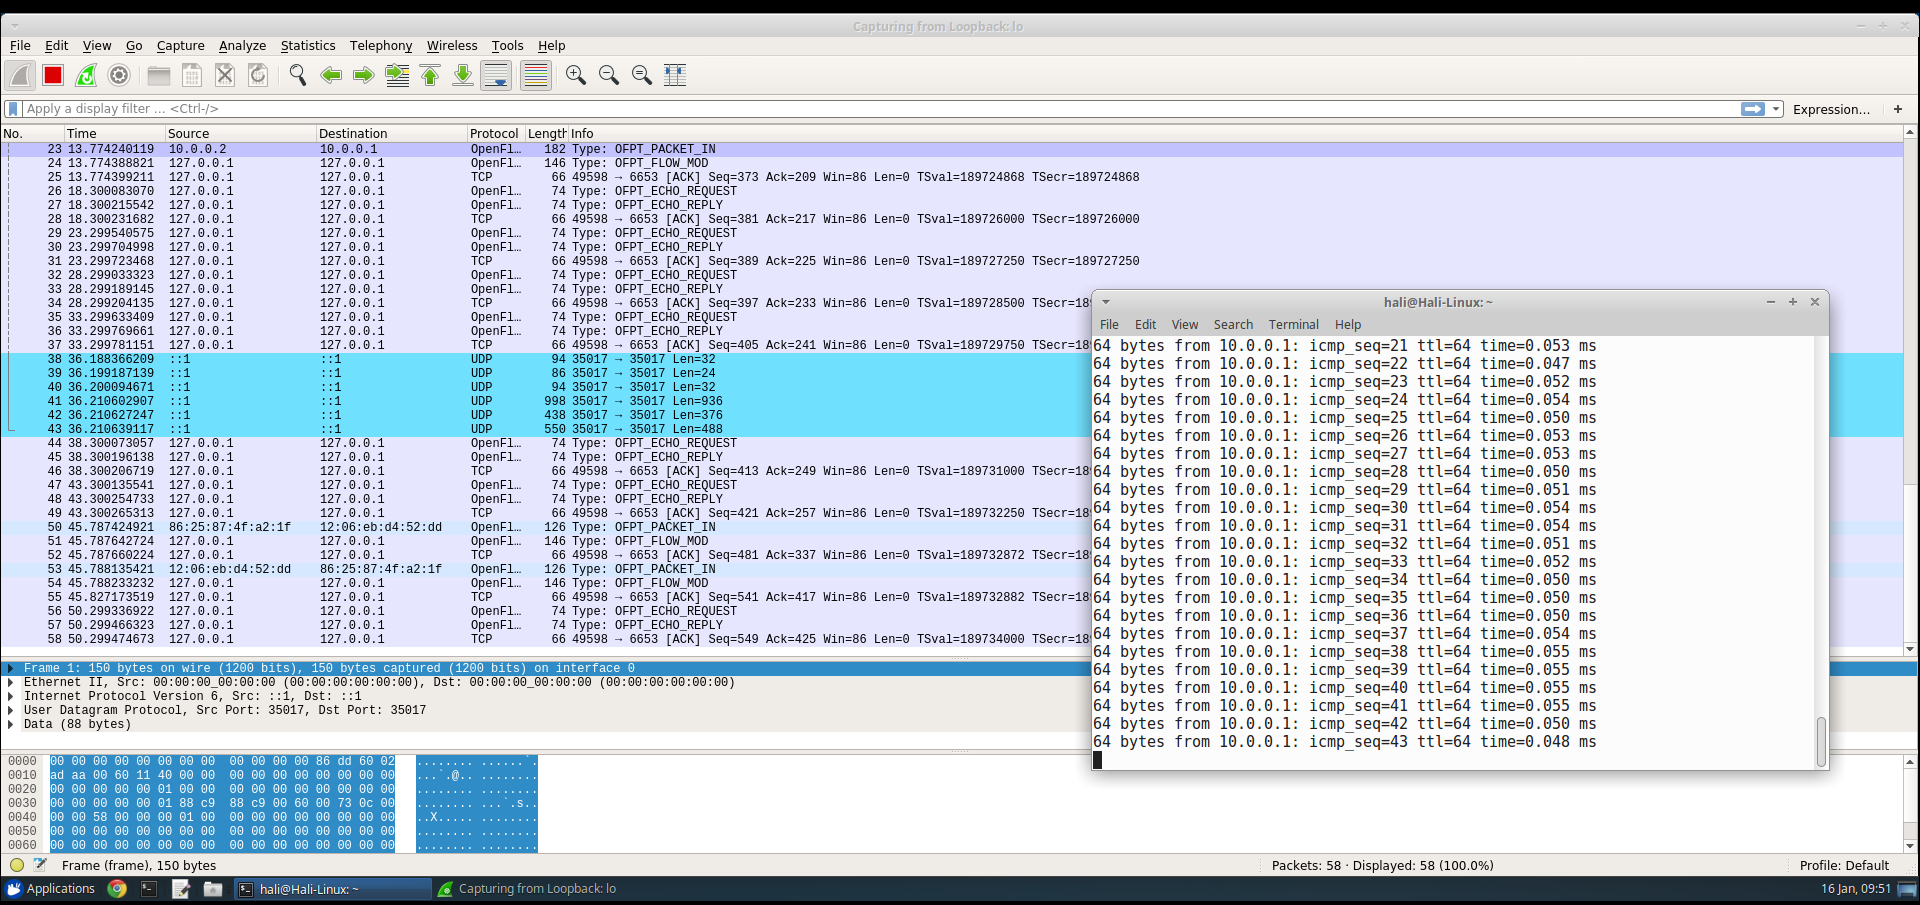 Capturing from Loopback: lo
File Edit View Go Capture Analyze Statistics Telephony Wireless Tools Help
Apply a display filter ... <Ctrl-/> Expression... +
No. Time Source Destination Protocol Length Info
23 13.774240119 10.0.0.2 10.0.0.1 OpenFl… 182 Type: OFPT_PACKET_IN
24 13.774388821 127.0.0.1 127.0.0.1 OpenFl… 146 Type: OFPT_FLOW_MOD
25 13.774399211 127.0.0.1 127.0.0.1 TCP 66 49598 → 6653 [ACK] Seq=373 Ack=209 Win=86 Len=0 TSval=189724868 TSecr=189724868
26 18.300083070 127.0.0.1 127.0.0.1 OpenFl… 74 Type: OFPT_ECHO_REQUEST
27 18.300215542 127.0.0.1 127.0.0.1 OpenFl… 74 Type: OFPT_ECHO_REPLY
28 18.300231682 127.0.0.1 127.0.0.1 TCP 66 49598 → 6653 [ACK] Seq=381 Ack=217 Win=86 Len=0 TSval=189726000 TSecr=189726000
29 23.299540575 127.0.0.1 127.0.0.1 OpenFl… 74 Type: OFPT_ECHO_REQUEST
30 23.299704998 127.0.0.1 127.0.0.1 OpenFl… 74 Type: OFPT_ECHO_REPLY
31 23.299723468 127.0.0.1 127.0.0.1 TCP 66 49598 → 6653 [ACK] Seq=389 Ack=225 Win=86 Len=0 TSval=189727250 TSecr=189727250
32 28.299033323 127.0.0.1 127.0.0.1 OpenFl… 74 Type: OFPT_ECHO_REQUEST
33 28.299189145 127.0.0.1 127.0.0.1 OpenFl… 74 Type: OFPT_ECHO_REPLY
34 28.299204135 127.0.0.1 127.0.0.1 TCP 66 49598 → 6653 [ACK] Seq=397 Ack=233 Win=86 Len=0 TSval=189728500 TSecr=18
35 33.299633409 127.0.0.1 127.0.0.1 OpenFl… 74 Type: OFPT_ECHO_REQUEST
36 33.299769661 127.0.0.1 127.0.0.1 OpenFl… 74 Type: OFPT_ECHO_REPLY
37 33.299781151 127.0.0.1 127.0.0.1 TCP 66 49598 → 6653 [ACK] Seq=405 Ack=241 Win=86 Len=0 TSval=189729750 TSecr=18
38 36.188366209 ::1 ::1 UDP 94 35017 → 35017 Len=32
39 36.199187139 ::1 ::1 UDP 86 35017 → 35017 Len=24
40 36.200094671 ::1 ::1 UDP 94 35017 → 35017 Len=32
41 36.210602907 ::1 ::1 UDP 998 35017 → 35017 Len=936
42 36.210627247 ::1 ::1 UDP 438 35017 → 35017 Len=376
43 36.210639117 ::1 ::1 UDP 550 35017 → 35017 Len=488
44 38.300073057 127.0.0.1 127.0.0.1 OpenFl… 74 Type: OFPT_ECHO_REQUEST
45 38.300196138 127.0.0.1 127.0.0.1 OpenFl… 74 Type: OFPT_ECHO_REPLY
46 38.300206719 127.0.0.1 127.0.0.1 TCP 66 49598 → 6653 [ACK] Seq=413 Ack=249 Win=86 Len=0 TSval=189731000 TSecr=18
47 43.300135541 127.0.0.1 127.0.0.1 OpenFl… 74 Type: OFPT_ECHO_REQUEST
48 43.300254733 127.0.0.1 127.0.0.1 OpenFl… 74 Type: OFPT_ECHO_REPLY
49 43.300265313 127.0.0.1 127.0.0.1 TCP 66 49598 → 6653 [ACK] Seq=421 Ack=257 Win=86 Len=0 TSval=189732250 TSecr=18
50 45.787424921 86:25:87:4f:a2:1f 12:06:eb:d4:52:dd OpenFl… 126 Type: OFPT_PACKET_IN
51 45.787642724 127.0.0.1 127.0.0.1 OpenFl… 146 Type: OFPT_FLOW_MOD
52 45.787660224 127.0.0.1 127.0.0.1 TCP 66 49598 → 6653 [ACK] Seq=481 Ack=337 Win=86 Len=0 TSval=189732872 TSecr=18
53 45.788135421 12:06:eb:d4:52:dd 86:25:87:4f:a2:1f OpenFl… 126 Type: OFPT_PACKET_IN
54 45.788233232 127.0.0.1 127.0.0.1 OpenFl… 146 Type: OFPT_FLOW_MOD
55 45.827173519 127.0.0.1 127.0.0.1 TCP 66 49598 → 6653 [ACK] Seq=541 Ack=417 Win=86 Len=0 TSval=189732882 TSecr=18
56 50.299336922 127.0.0.1 127.0.0.1 OpenFl… 74 Type: OFPT_ECHO_REQUEST
57 50.299466323 127.0.0.1 127.0.0.1 OpenFl… 74 Type: OFPT_ECHO_REPLY
58 50.299474673 127.0.0.1 127.0.0.1 TCP 66 49598 → 6653 [ACK] Seq=549 Ack=425 Win=86 Len=0 TSval=189734000 TSecr=18
Frame 1: 150 bytes on wire (1200 bits), 150 bytes captured (1200 bits) on interface 0
Ethernet II, Src: 00:00:00_00:00:00 (00:00:00:00:00:00), Dst: 00:00:00_00:00:00 (00:00:00:00:00:00)
Internet Protocol Version 6, Src: ::1, Dst: ::1
User Datagram Protocol, Src Port: 35017, Dst Port: 35017
Data (88 bytes)
0000 00 00 00 00 00 00 00 00 00 00 00 00 86 dd 60 02 ........ ......`.
0010 ad aa 00 60 11 40 00 00 00 00 00 00 00 00 00 00 ...`.@.. ........
0020 00 00 00 00 00 01 00 00 00 00 00 00 00 00 00 00 ........ ........
0030 00 00 00 00 00 01 88 c9 88 c9 00 60 00 73 0c 00 ........ ...`.s..
0040 00 00 58 00 00 00 01 00 00 00 00 00 00 00 00 00 ..X..... ........
0050 00 00 00 00 00 00 00 00 00 00 00 00 00 00 00 00 ........ ........
0060 00 00 00 00 00 00 00 00 00 00 00 00 00 00 00 00 ........ ........
Frame (frame), 150 bytes Packets: 58 · Displayed: 58 (100.0%) Profile: Default
hali@Hali-Linux: ~
File Edit View Search Terminal Help
64 bytes from 10.0.0.1: icmp_seq=21 ttl=64 time=0.053 ms
64 bytes from 10.0.0.1: icmp_seq=22 ttl=64 time=0.047 ms
64 bytes from 10.0.0.1: icmp_seq=23 ttl=64 time=0.052 ms
64 bytes from 10.0.0.1: icmp_seq=24 ttl=64 time=0.054 ms
64 bytes from 10.0.0.1: icmp_seq=25 ttl=64 time=0.050 ms
64 bytes from 10.0.0.1: icmp_seq=26 ttl=64 time=0.053 ms
64 bytes from 10.0.0.1: icmp_seq=27 ttl=64 time=0.053 ms
64 bytes from 10.0.0.1: icmp_seq=28 ttl=64 time=0.050 ms
64 bytes from 10.0.0.1: icmp_seq=29 ttl=64 time=0.051 ms
64 bytes from 10.0.0.1: icmp_seq=30 ttl=64 time=0.054 ms
64 bytes from 10.0.0.1: icmp_seq=31 ttl=64 time=0.054 ms
64 bytes from 10.0.0.1: icmp_seq=32 ttl=64 time=0.051 ms
64 bytes from 10.0.0.1: icmp_seq=33 ttl=64 time=0.052 ms
64 bytes from 10.0.0.1: icmp_seq=34 ttl=64 time=0.050 ms
64 bytes from 10.0.0.1: icmp_seq=35 ttl=64 time=0.050 ms
64 bytes from 10.0.0.1: icmp_seq=36 ttl=64 time=0.050 ms
64 bytes from 10.0.0.1: icmp_seq=37 ttl=64 time=0.054 ms
64 bytes from 10.0.0.1: icmp_seq=38 ttl=64 time=0.055 ms
64 bytes from 10.0.0.1: icmp_seq=39 ttl=64 time=0.055 ms
64 bytes from 10.0.0.1: icmp_seq=40 ttl=64 time=0.055 ms
64 bytes from 10.0.0.1: icmp_seq=41 ttl=64 time=0.055 ms
64 bytes from 10.0.0.1: icmp_seq=42 ttl=64 time=0.050 ms
64 bytes from 10.0.0.1: icmp_seq=43 ttl=64 time=0.048 ms
Applications hali@Hali-Linux: ~ Capturing from Loopback: lo 16 Jan, 09:51